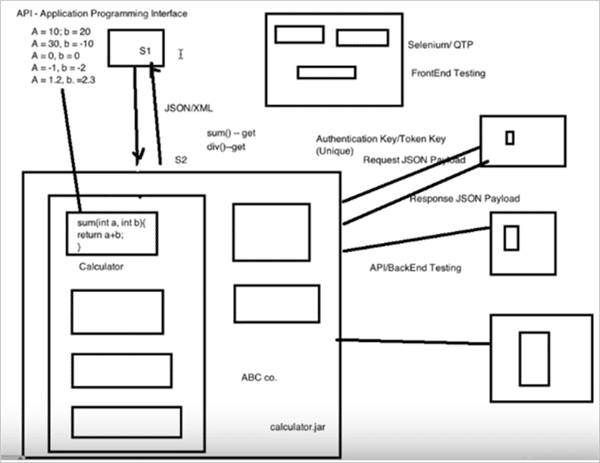 API - Application Programming Interface
A = 10; b = 20
A = 30, b = -10
A = 0, b = 0
A = -1, b = -2
A = 1.2, b. =2.3
S1
JSON/XML
sum() -- get
div()--get
S2
Selenium/ QTP
FrontEnd Testing
Authentication Key/Token Key
(Unique)
Request JSON Payload
Response JSON Payload
API/BackEnd Testing
sum(int a, int b){
return a+b;
}
Calculator
ABC co.
calculator.jar